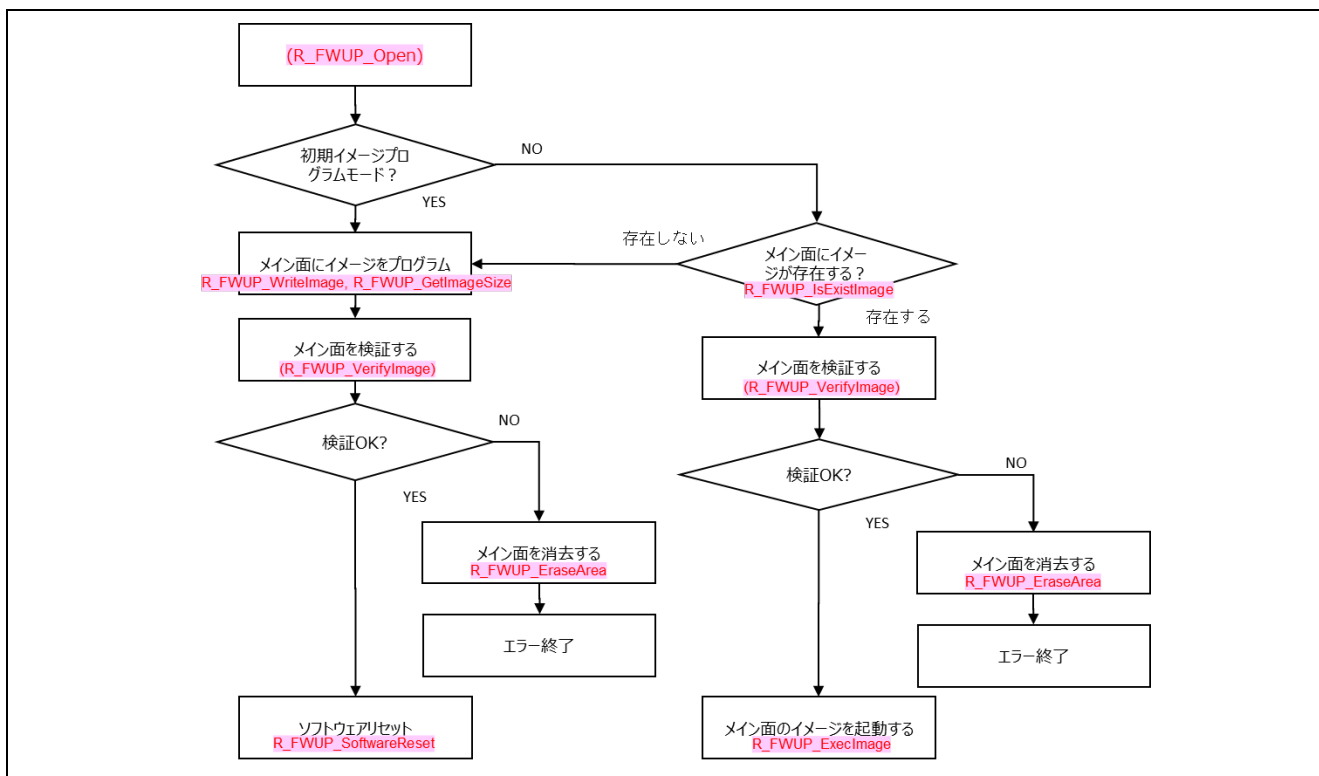 (R_FWUP_Open)
初期イメージプロ
グラムモード？
NO
YES
メイン面にイメージをプログラム
R_FWUP_WriteImage, R_FWUP_GetImageSize
存在しない
メイン面にイメー
ジが存在する？
R_FWUP_IsExistImage
存在する
メイン面を検証する
(R_FWUP_VerifyImage)
メイン面を検証する
(R_FWUP_VerifyImage)
検証OK?
NO
YES
検証OK?
NO
YES
メイン面を消去する
R_FWUP_EraseArea
メイン面を消去する
R_FWUP_EraseArea
エラー終了
エラー終了
ソフトウェアリセット
R_FWUP_SoftwareReset
メイン面のイメージを起動する
R_FWUP_ExecImage